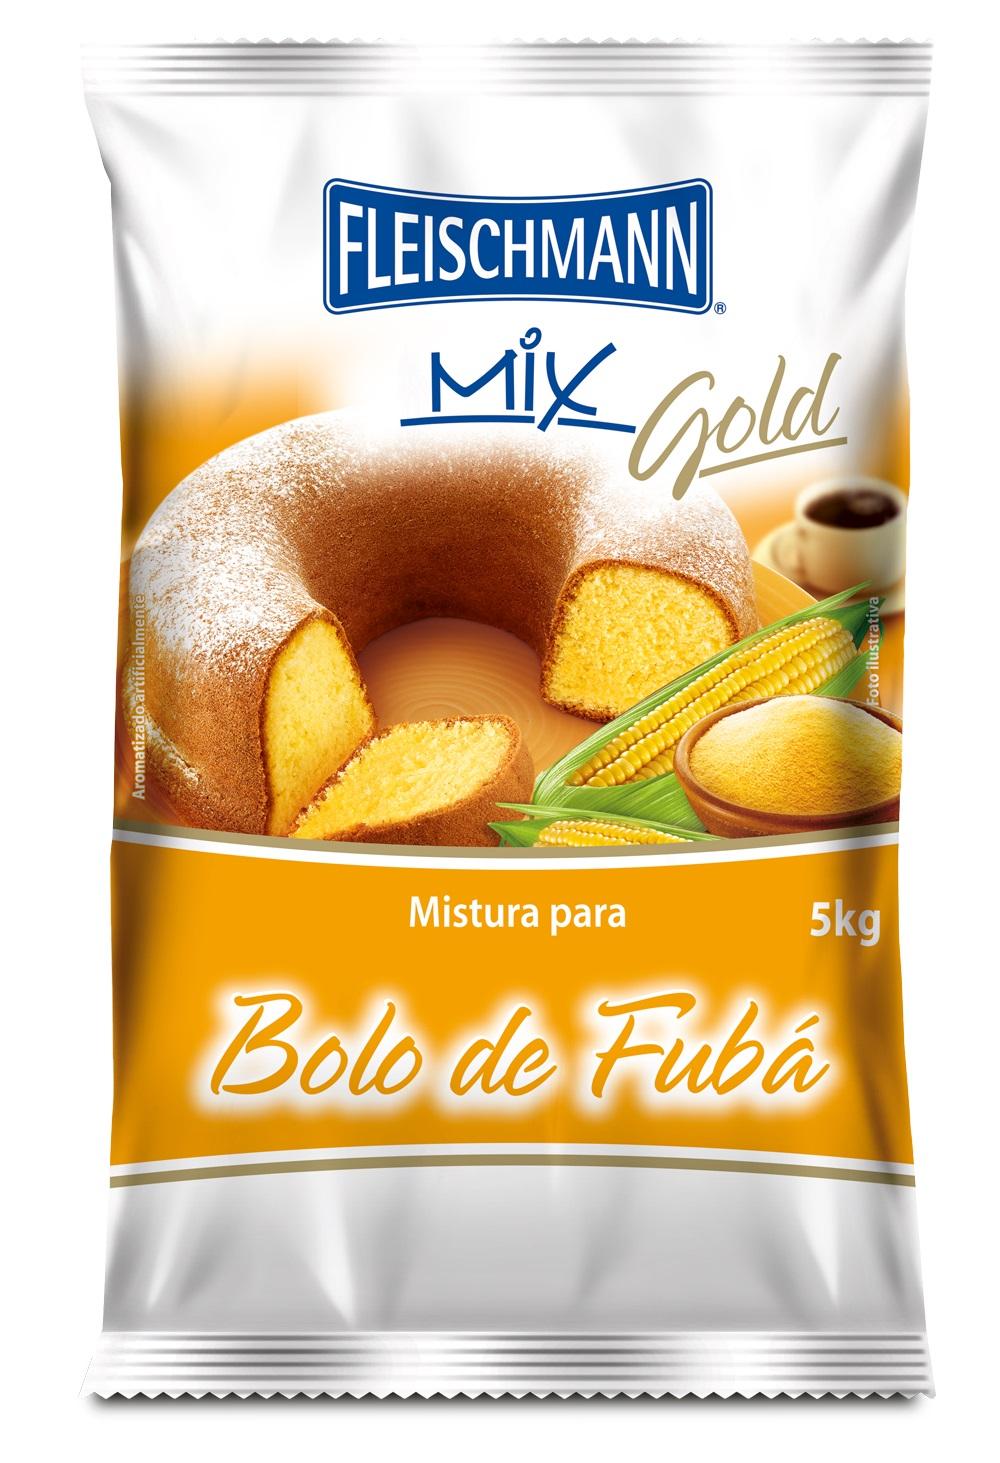 FLEISCHMANN
®
Mix Gold
Aromatizado artificialmente
Foto ilustrativa
Mistura para
5kg
Bolo de Fubá